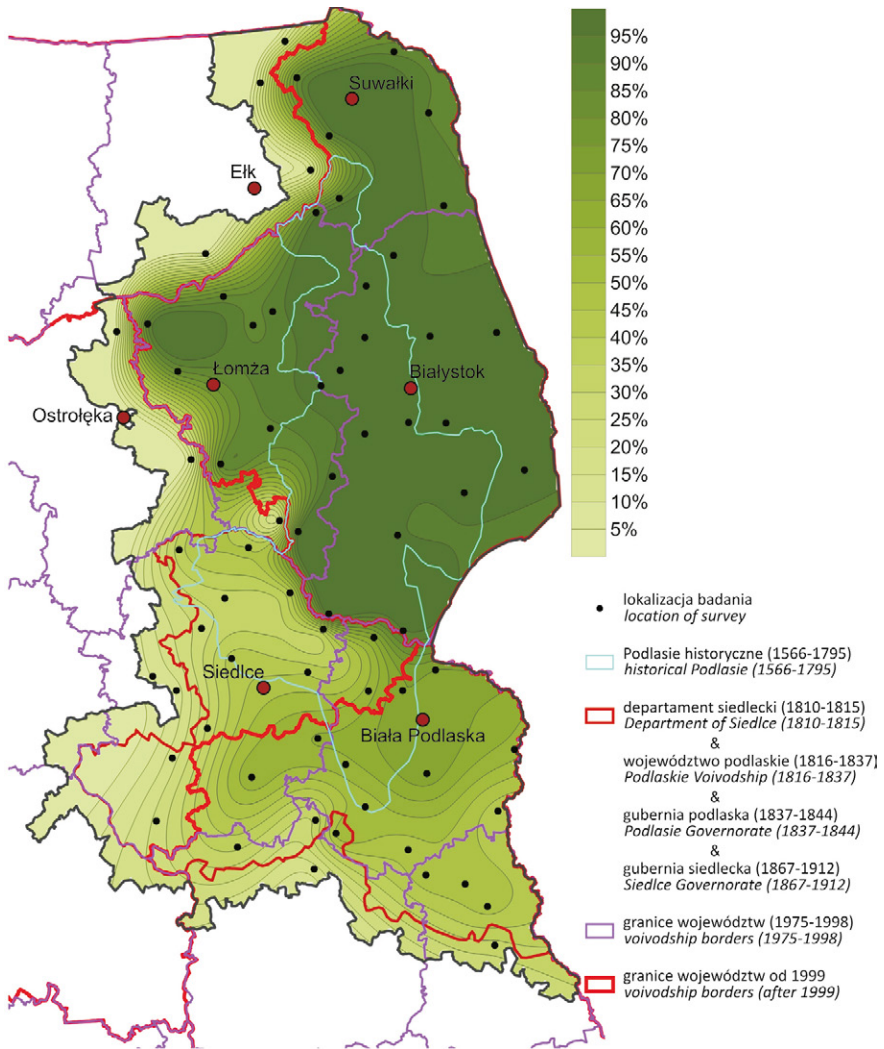 Suwałki
Ełk
Łomża
Białystok
Ostrołęka
Siedlce
Biała Podlaska
95%
90%
85%
75%
70%
65%
60%
55%
50%
45%
40%
35%
30%
25%
20%
15%
10%
5%
lokalizacja badania
location of survey
Podlasie historyczne (1566-1795)
historical Podlasie (1566-1795)
departament siedlecki (1810-1815)
Department of Siedlce (1810-1815)
&
województwo podlaskie (1816-1837)
Podlaskie Voivodship (1816-1837)
&
gubernia podlaska (1837-1844)
Podlasie Governorate (1837-1844)
&
gubernia siedlecka (1867-1912)
Siedlce Governorate (1867-1912)
granice województw (1975-1998)
voivodship borders (1975-1998)
granice województw od 1999
voivodship borders (after 1999)